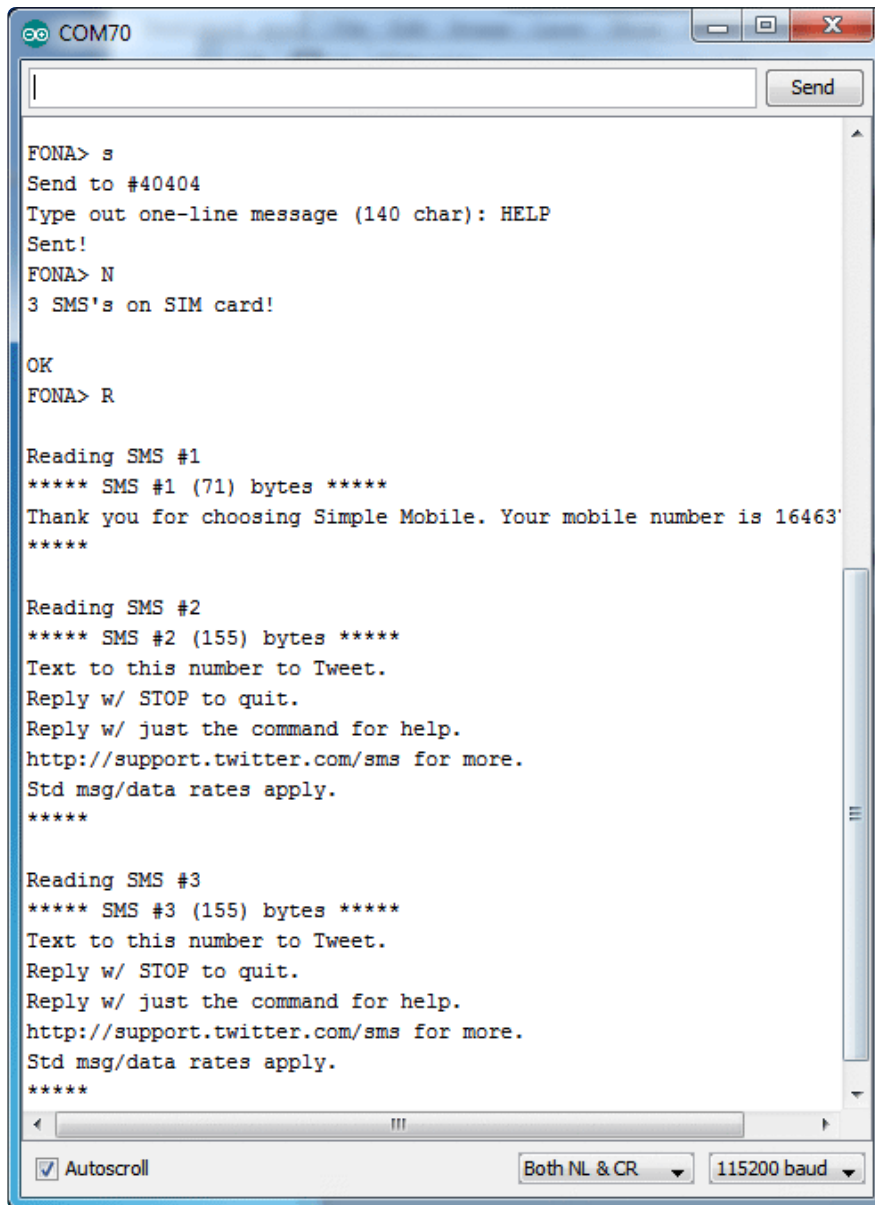 COM70
Send
FONA> s
Send to #40404
Type out one-line message (140 char): HELP
Sent!
FONA> N
3 SMS's on SIM card!
OK
FONA> R
Reading SMS #1
***** SMS #1 (71) bytes *****
Thank you for choosing Simple Mobile. Your mobile number is 16463
*****
Reading SMS #2
***** SMS #2 (155) bytes *****
Text to this number to Tweet.
Reply w/ STOP to quit.
Reply w/ just the command for help.
http://support.twitter.com/sms for more.
Std msg/data rates apply.
*****
Reading SMS #3
***** SMS #3 (155) bytes *****
Text to this number to Tweet.
Reply w/ STOP to quit.
Reply w/ just the command for help.
http://support.twitter.com/sms for more.
Std msg/data rates apply.
*****
Autoscroll
Both NL & CR
115200 baud